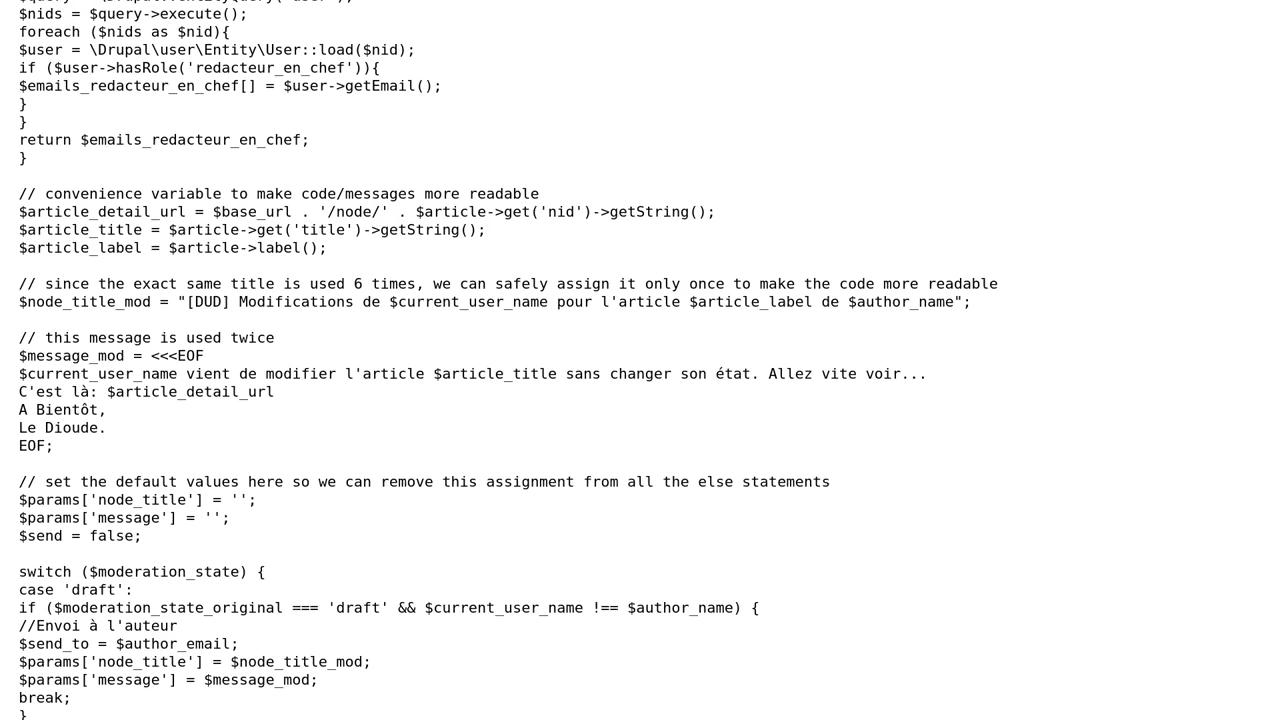 $nids = $query->execute();
foreach ($nids as $nid){
$user = \Drupal\user\Entity\User::load($nid);
if ($user->hasRole('redacteur_en_chef')){
$emails_redacteur_en_chef[] = $user->getEmail();
}
}
return $emails_redacteur_en_chef;
}
// convenience variable to make code/messages more readable
$article_detail_url = $base_url . '/node/' . $article->get('nid')->getString();
$article_title = $article->get('title')->getString();
$article_label = $article->label();
// since the exact same title is used 6 times, we can safely assign it only once to make the code more readable
$node_title_mod = "[DUD] Modifications de $current_user_name pour l'article $article_label de $author_name";
// this message is used twice
$message_mod = <<<EOF
$current_user_name vient de modifier l'article $article_title sans changer son état. Allez vite voir...
C'est là: $article_detail_url
A Bientôt,
Le Dioude.
EOF;
// set the default values here so we can remove this assignment from all the else statements
$params['node_title'] = '';
$params['message'] = '';
$send = false;
switch ($moderation_state) {
case 'draft':
if ($moderation_state_original === 'draft' && $current_user_name !== $author_name) {
//Envoi à l'auteur
$send_to = $author_email;
$params['node_title'] = $node_title_mod;
$params['message'] = $message_mod;
break;
}